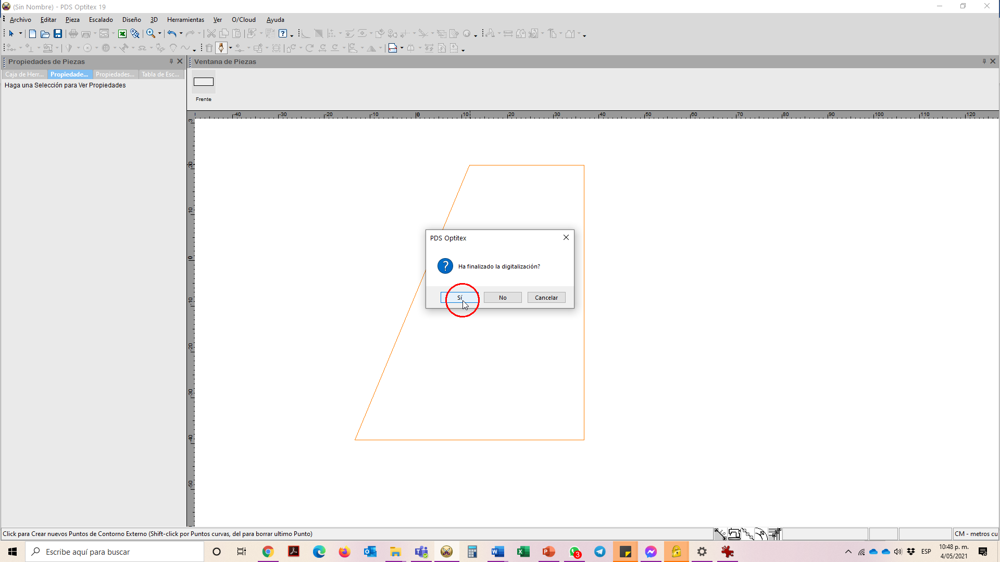 (Sin Nombre) - PDS Optitex 19
Archivo Editar Pieza Escalado Diseño 3D Herramientas Ver O/Cloud Ayuda
Propiedades de Piezas
Ventana de Piezas
Caja de Herr... Propiedade... Propiedades... Tabla de Esc...
Haga una Selección para Ver Propiedades
Frente
-40 -30 -20 -10 0 10 20 30 40 50 60 70 80 90 100 110 120
3
20
10
0
-10
-20
-30
-40
-50
PDS Optitex
Ha finalizado la digitalización?
Sí No Cancelar
Click para Crear nuevos Puntos de Contorno Externo (Shift-click por Puntos curvas, del para borrar ultimo Punto)
CM - metros cu
Escribe aquí para buscar
3
ESP
10:48 p. m.
4/05/2021